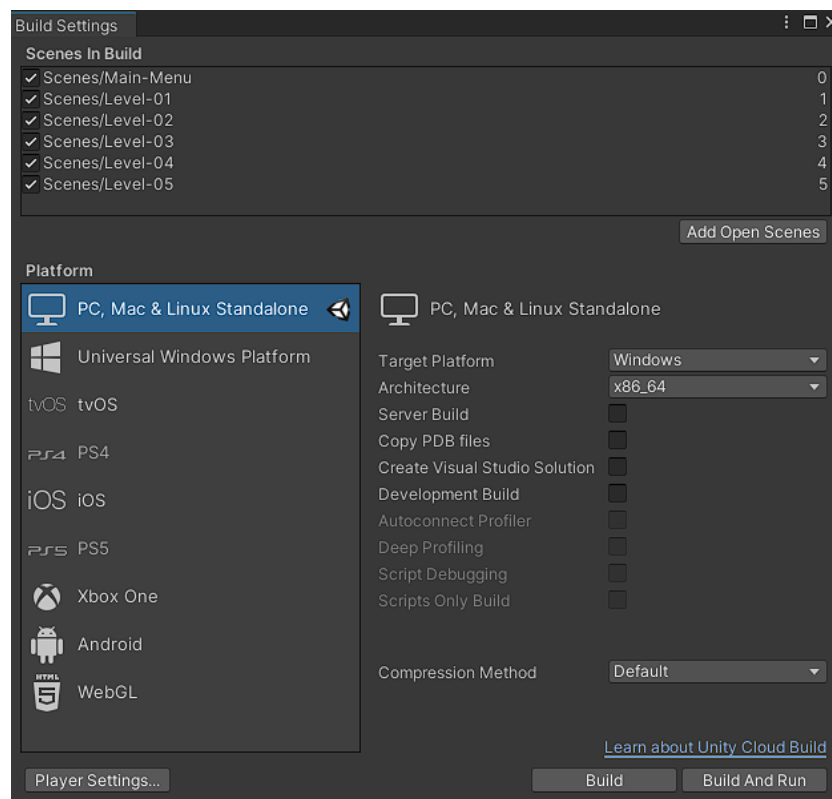 Build Settings
Scenes In Build
Scenes/Main-Menu 0
Scenes/Level-01 1
Scenes/Level-02 2
Scenes/Level-03 3
Scenes/Level-04 4
Scenes/Level-05 5
Add Open Scenes
Platform
PC, Mac & Linux Standalone
Universal Windows Platform
tvOS tvOS
PS4 PS4
iOS iOS
PS5 PS5
Xbox One
Android
HTML 5 WebGL
PC, Mac & Linux Standalone
Target Platform Windows
Architecture x86_64
Server Build
Copy PDB files
Create Visual Studio Solution
Development Build
Autoconnect Profiler
Deep Profiling
Script Debugging
Scripts Only Build
Compression Method Default
Learn about Unity Cloud Build
Player Settings... Build Build And Run